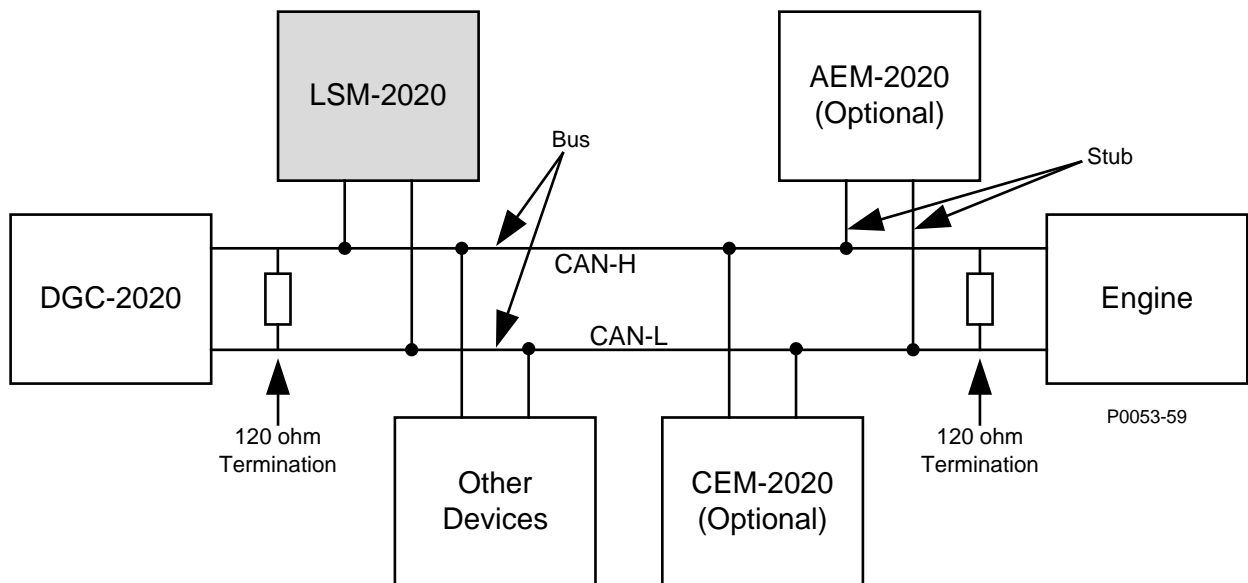 LSM-2020
AEM-2020
(Optional)
Bus
Stub
CAN-H
DGC-2020
Engine
CAN-L
P0053-59
120 ohm
Termination
120 ohm
Termination
Other
Devices
CEM-2020
(Optional)